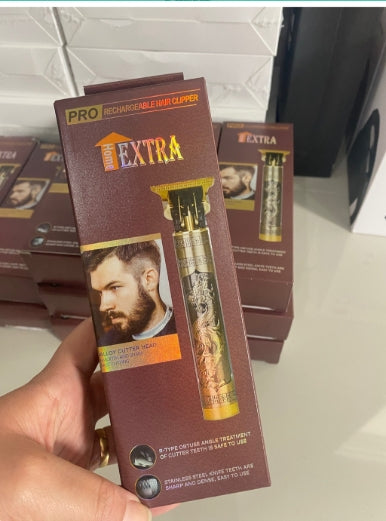 PRO RECHARGEABLE HAIR CLIPPER
Home
EXTRA
ALLOY CUTTER HEAD
R-TYPE OBTUSE ANGLE TREATMENT
OF CUTTER TEETH IS SAFE TO USE
STAINLESS STEEL KNIFE TEETH ARE
SHARP AND DENSE, EASY TO USE
EXTRA
EXTRA